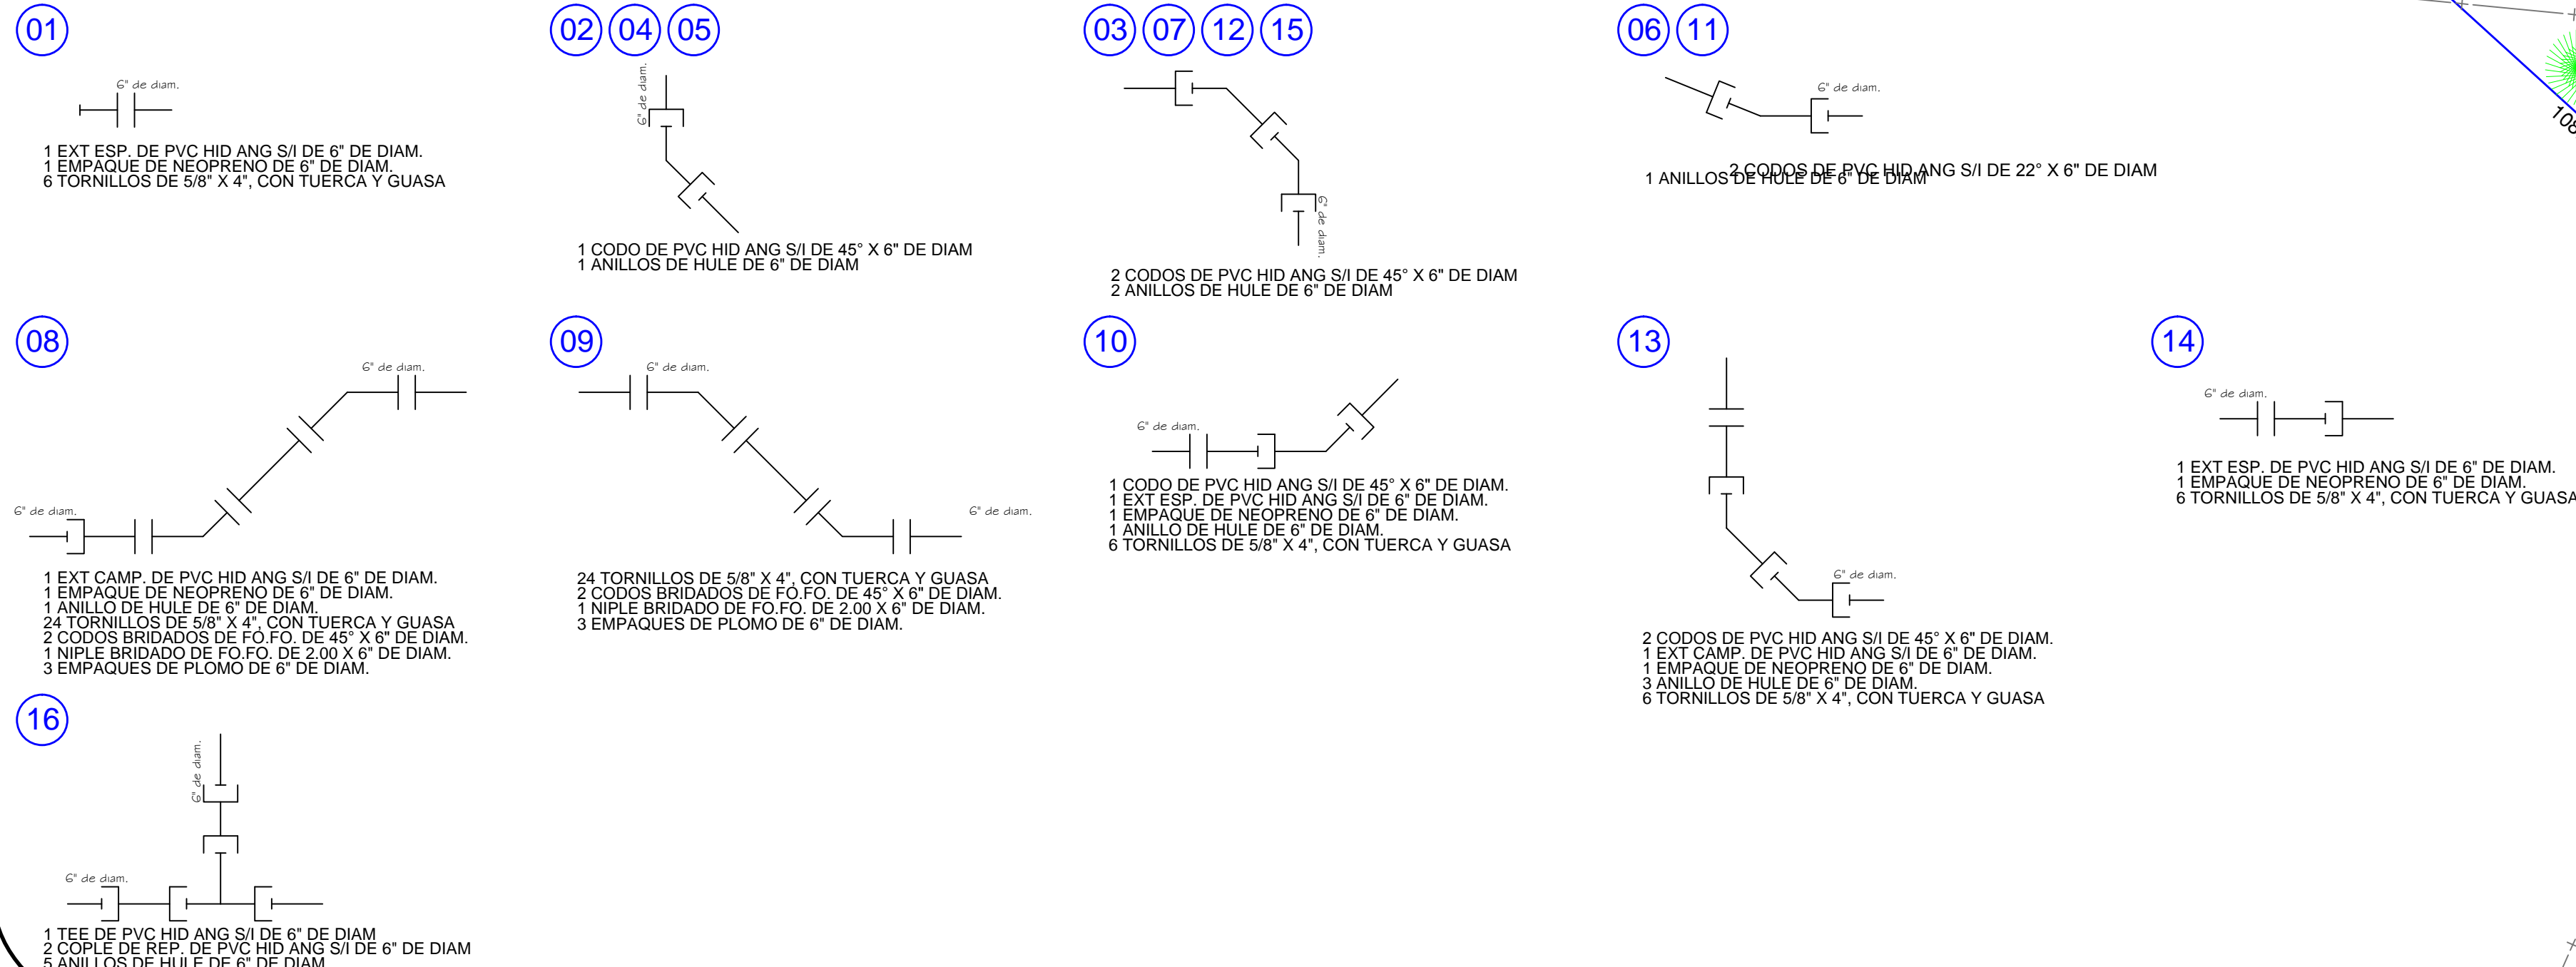 01
6" de diam.
1 EXT ESP. DE PVC HID ANG S/I DE 6" DE DIAM.
1 EMPAQUE DE NEOPRENO DE 6" DE DIAM.
6 TORNILLOS DE 5/8" X 4", CON TUERCA Y GUASA
02 04 05
6" de diam.
1 CODO DE PVC HID ANG S/I DE 45° X 6" DE DIAM
1 ANILLOS DE HULE DE 6" DE DIAM
03 07 12 15
6" de diam.
2 CODOS DE PVC HID ANG S/I DE 45° X 6" DE DIAM
2 ANILLOS DE HULE DE 6" DE DIAM
06 11
6" de diam.
2 CODOS DE PVC HID ANG S/I DE 22° X 6" DE DIAM
1 ANILLOS DE HULE DE 6" DE DIAM
108
08
6" de diam.
6" de diam.
1 EXT CAMP. DE PVC HID ANG S/I DE 6" DE DIAM.
1 EMPAQUE DE NEOPRENO DE 6" DE DIAM.
1 ANILLO DE HULE DE 6" DE DIAM.
24 TORNILLOS DE 5/8" X 4", CON TUERCA Y GUASA
2 CODOS BRIDADOS DE FO.FO. DE 45° X 6" DE DIAM.
1 NIPLE BRIDADO DE FO.FO. DE 2.00 X 6" DE DIAM.
3 EMPAQUES DE PLOMO DE 6" DE DIAM.
09
6" de diam.
6" de diam.
24 TORNILLOS DE 5/8" X 4", CON TUERCA Y GUASA
2 CODOS BRIDADOS DE FO.FO. DE 45° X 6" DE DIAM.
1 NIPLE BRIDADO DE FO.FO. DE 2.00 X 6" DE DIAM.
3 EMPAQUES DE PLOMO DE 6" DE DIAM.
10
6" de diam.
1 CODO DE PVC HID ANG S/I DE 45° X 6" DE DIAM.
1 EXT ESP. DE PVC HID ANG S/I DE 6" DE DIAM.
1 EMPAQUE DE NEOPRENO DE 6" DE DIAM.
1 ANILLO DE HULE DE 6" DE DIAM.
6 TORNILLOS DE 5/8" X 4", CON TUERCA Y GUASA
13
6" de diam.
2 CODOS DE PVC HID ANG S/I DE 45° X 6" DE DIAM.
1 EXT CAMP. DE PVC HID ANG S/I DE 6" DE DIAM.
1 EMPAQUE DE NEOPRENO DE 6" DE DIAM.
3 ANILLO DE HULE DE 6" DE DIAM.
6 TORNILLOS DE 5/8" X 4", CON TUERCA Y GUASA
14
6" de diam.
1 EXT ESP. DE PVC HID ANG S/I DE 6" DE DIAM.
1 EMPAQUE DE NEOPRENO DE 6" DE DIAM.
6 TORNILLOS DE 5/8" X 4", CON TUERCA Y GUASA
16
6" de diam.
6" de diam.
1 TEE DE PVC HID ANG S/I DE 6" DE DIAM
2 COPLE DE REP. DE PVC HID ANG S/I DE 6" DE DIAM
5 ANILLOS DE HULE DE 6" DE DIAM